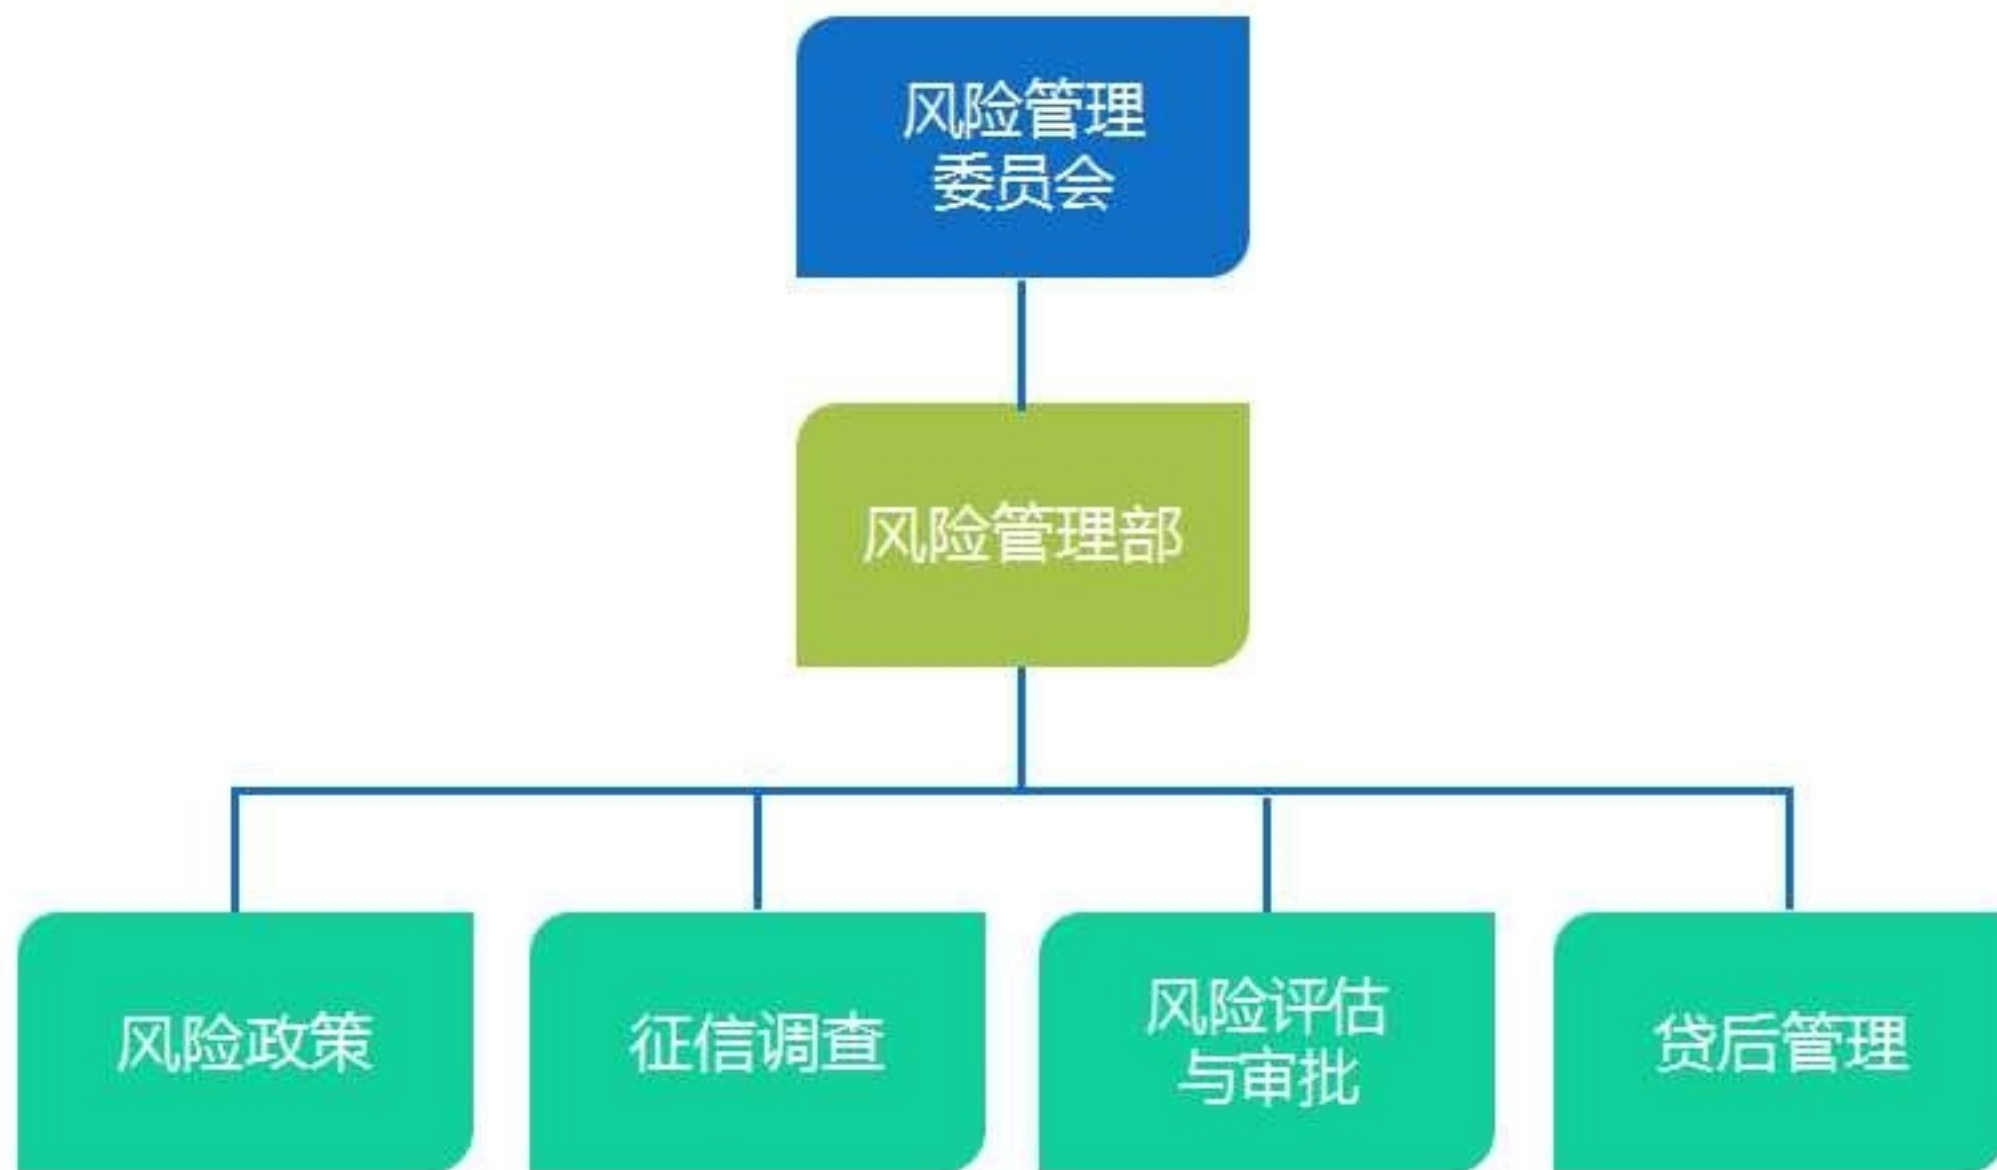 风险管理
委员会
风险管理部
风险政策
征信调查
风险评估
与审批
贷后管理